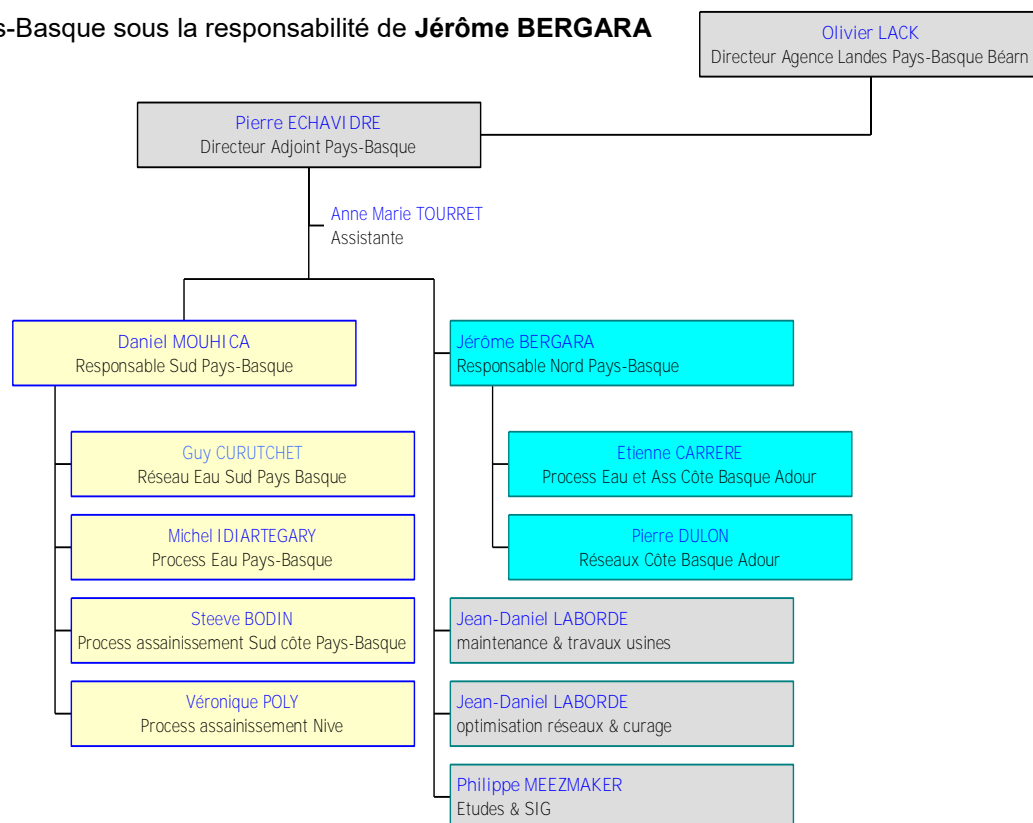 s-Basque sous la responsabilité de Jérôme BERGARA
Olivier LACK
Directeur Agence Landes Pays-Basque Béarn
Pierre ECHAVIDRE
Directeur Adjoint Pays-Basque
Anne Marie TOURRET
Assistante
Daniel MOUHICA
Responsable Sud Pays-Basque
Jérôme BERGARA
Responsable Nord Pays-Basque
Guy CURUTCHET
Réseau Eau Sud Pays Basque
Etienne CARRERE
Process Eau et Ass Côte Basque Adour
Michel IDIARTEGARY
Process Eau Pays-Basque
Pierre DULON
Réseaux Côte Basque Adour
Steeve BODIN
Process assainissement Sud côte Pays-Basque
Jean-Daniel LABORDE
maintenance & travaux usines
Véronique POLY
Process assainissement Nive
Jean-Daniel LABORDE
optimisation réseaux & curage
Philippe MEEZMAKER
Etudes & SIG